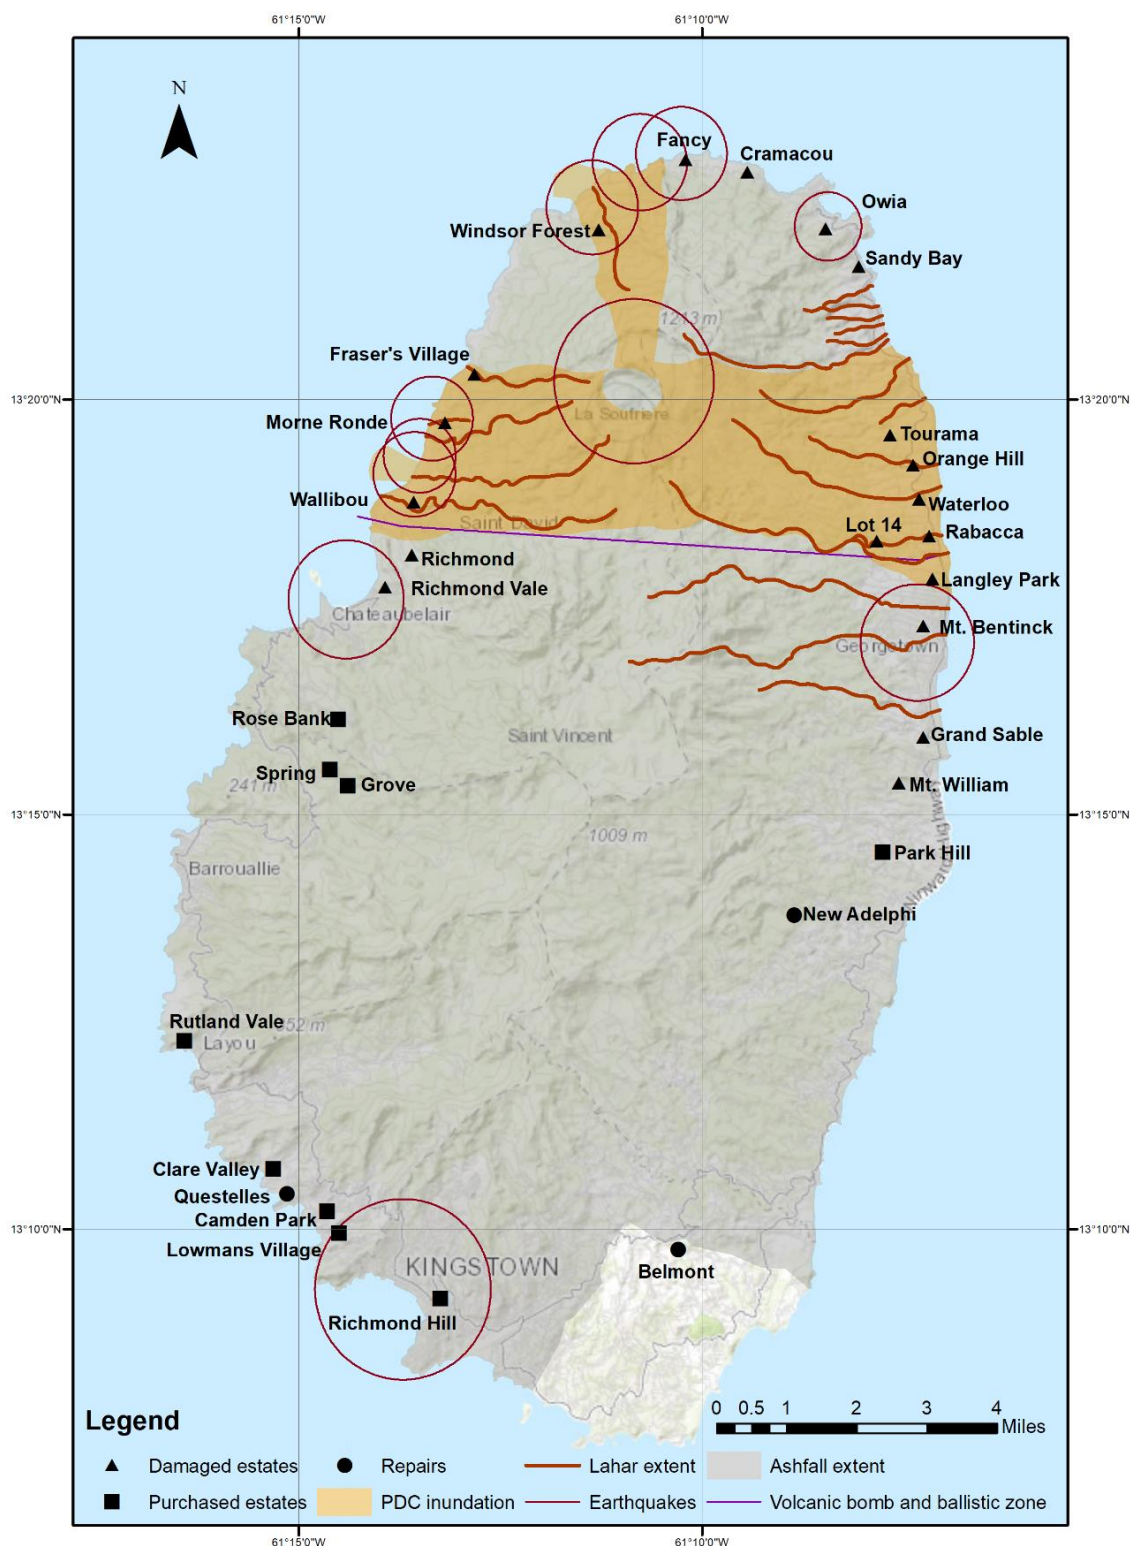 61°15'0"W 61°10'0"W
N
Fancy
Cramacou
Owia
Windsor Forest
Sandy Bay
1213 m
Fraser's Village
13°20'0"N 13°20'0"N
La Soufriere
Morne Ronde
Tourama
Orange Hill
Wallibou
Waterloo
Saint David
Lot 14
Rabacca
Richmond
Langley Park
Richmond Vale
Chateaubelair
Mt. Bentinck
Georgetown
Rose Bank
Saint Vincent
Grand Sable
Spring
241 m
Grove
Mt. William
13°15'0"N 13°15'0"N
1009 m
Park Hill
Barrouallie
New Adelphi
Rutland Vale
Layou
Clare Valley
Questelles
Camden Park
13°10'0"N 13°10'0"N
Lowmans Village
KINGSTOWN
Belmont
Richmond Hill
0 0.5 1 2 3 4
Miles
Legend
Damaged estates
Repairs
Lahar extent
Ashfall extent
Purchased estates
PDC inundation
Earthquakes
Volcanic bomb and ballistic zone
61°15'0"W 61°10'0"W